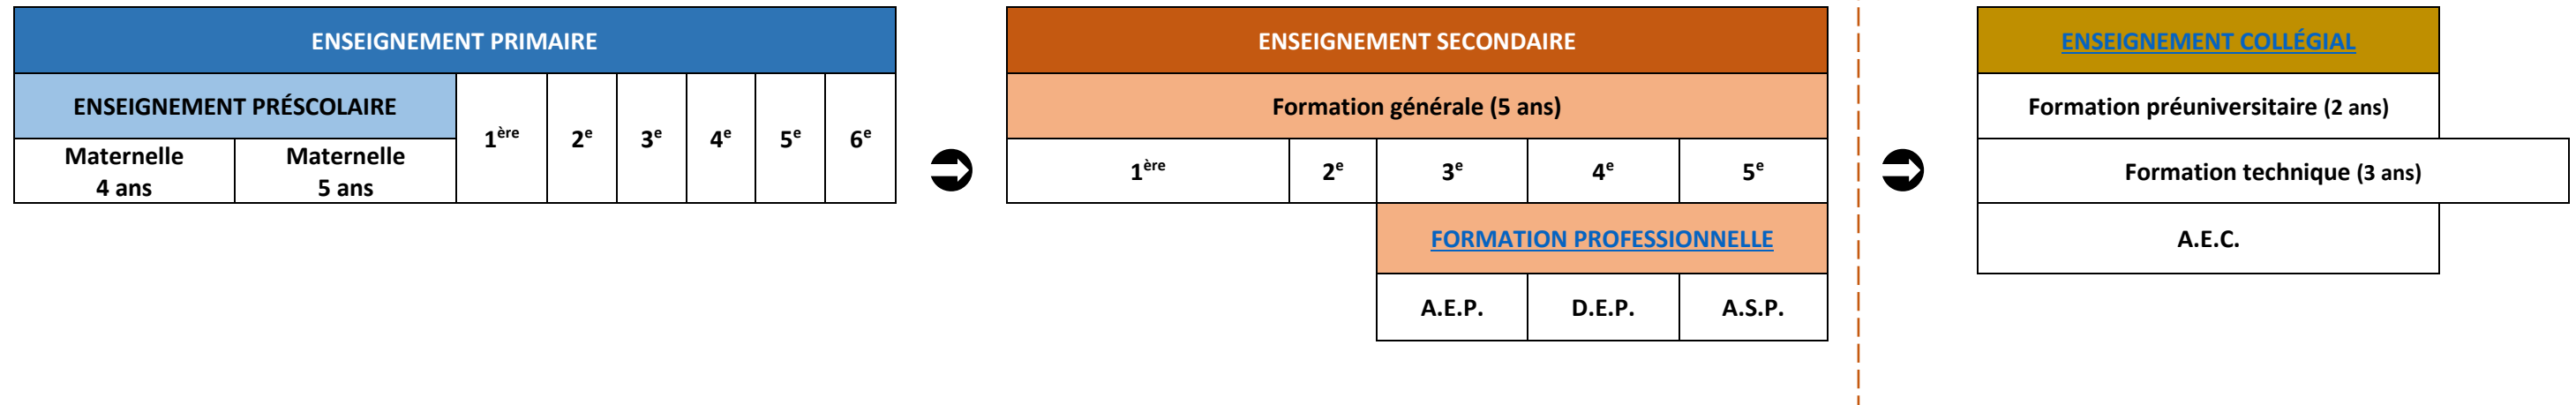 ENSEIGNEMENT PRIMAIRE
ENSEIGNEMENT PRÉSCOLAIRE
Maternelle
4 ans
Maternelle
5 ans
1ère
2e
3e
4e
5e
6e
ENSEIGNEMENT SECONDAIRE
Formation générale (5 ans)
1ère
2e
3e
4e
5e
FORMATION PROFESSIONNELLE
A.E.P.
D.E.P.
A.S.P.
ENSEIGNEMENT COLLÉGIAL
Formation préuniversitaire (2 ans)
Formation technique (3 ans)
A.E.C.